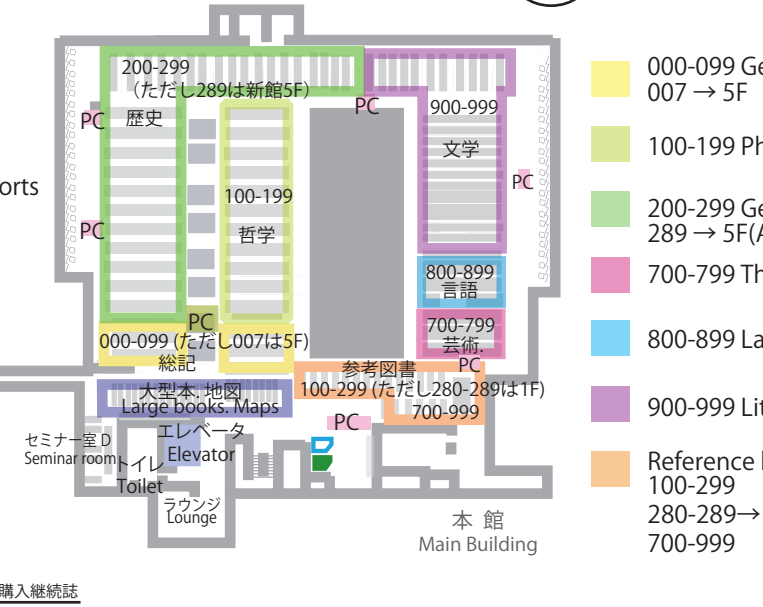 200-299
（ただし289は新館5F）
歴史
PC
PC
900-999
文学
PC
PC
100-199
哲学
800-899
言語
PC
700-799
芸術.
000-099 (ただし007は5F)
総記
PC
参考図書
100-299 (ただし280-289は1F)
700-999
大型本. 地図
Large books. Maps
PC
エレベータ
Elevator
セミナー室 D
Seminar room
トイレ
Toilet
ラウンジ
Lounge
本 館
Main Building
orts
000-099 Ge
007 → 5F
100-199 Ph
200-299 Ge
289 → 5F(A
700-799 Th
800-899 La
900-999 Lit
Reference
100-299
280-289→
700-999
購入継続誌